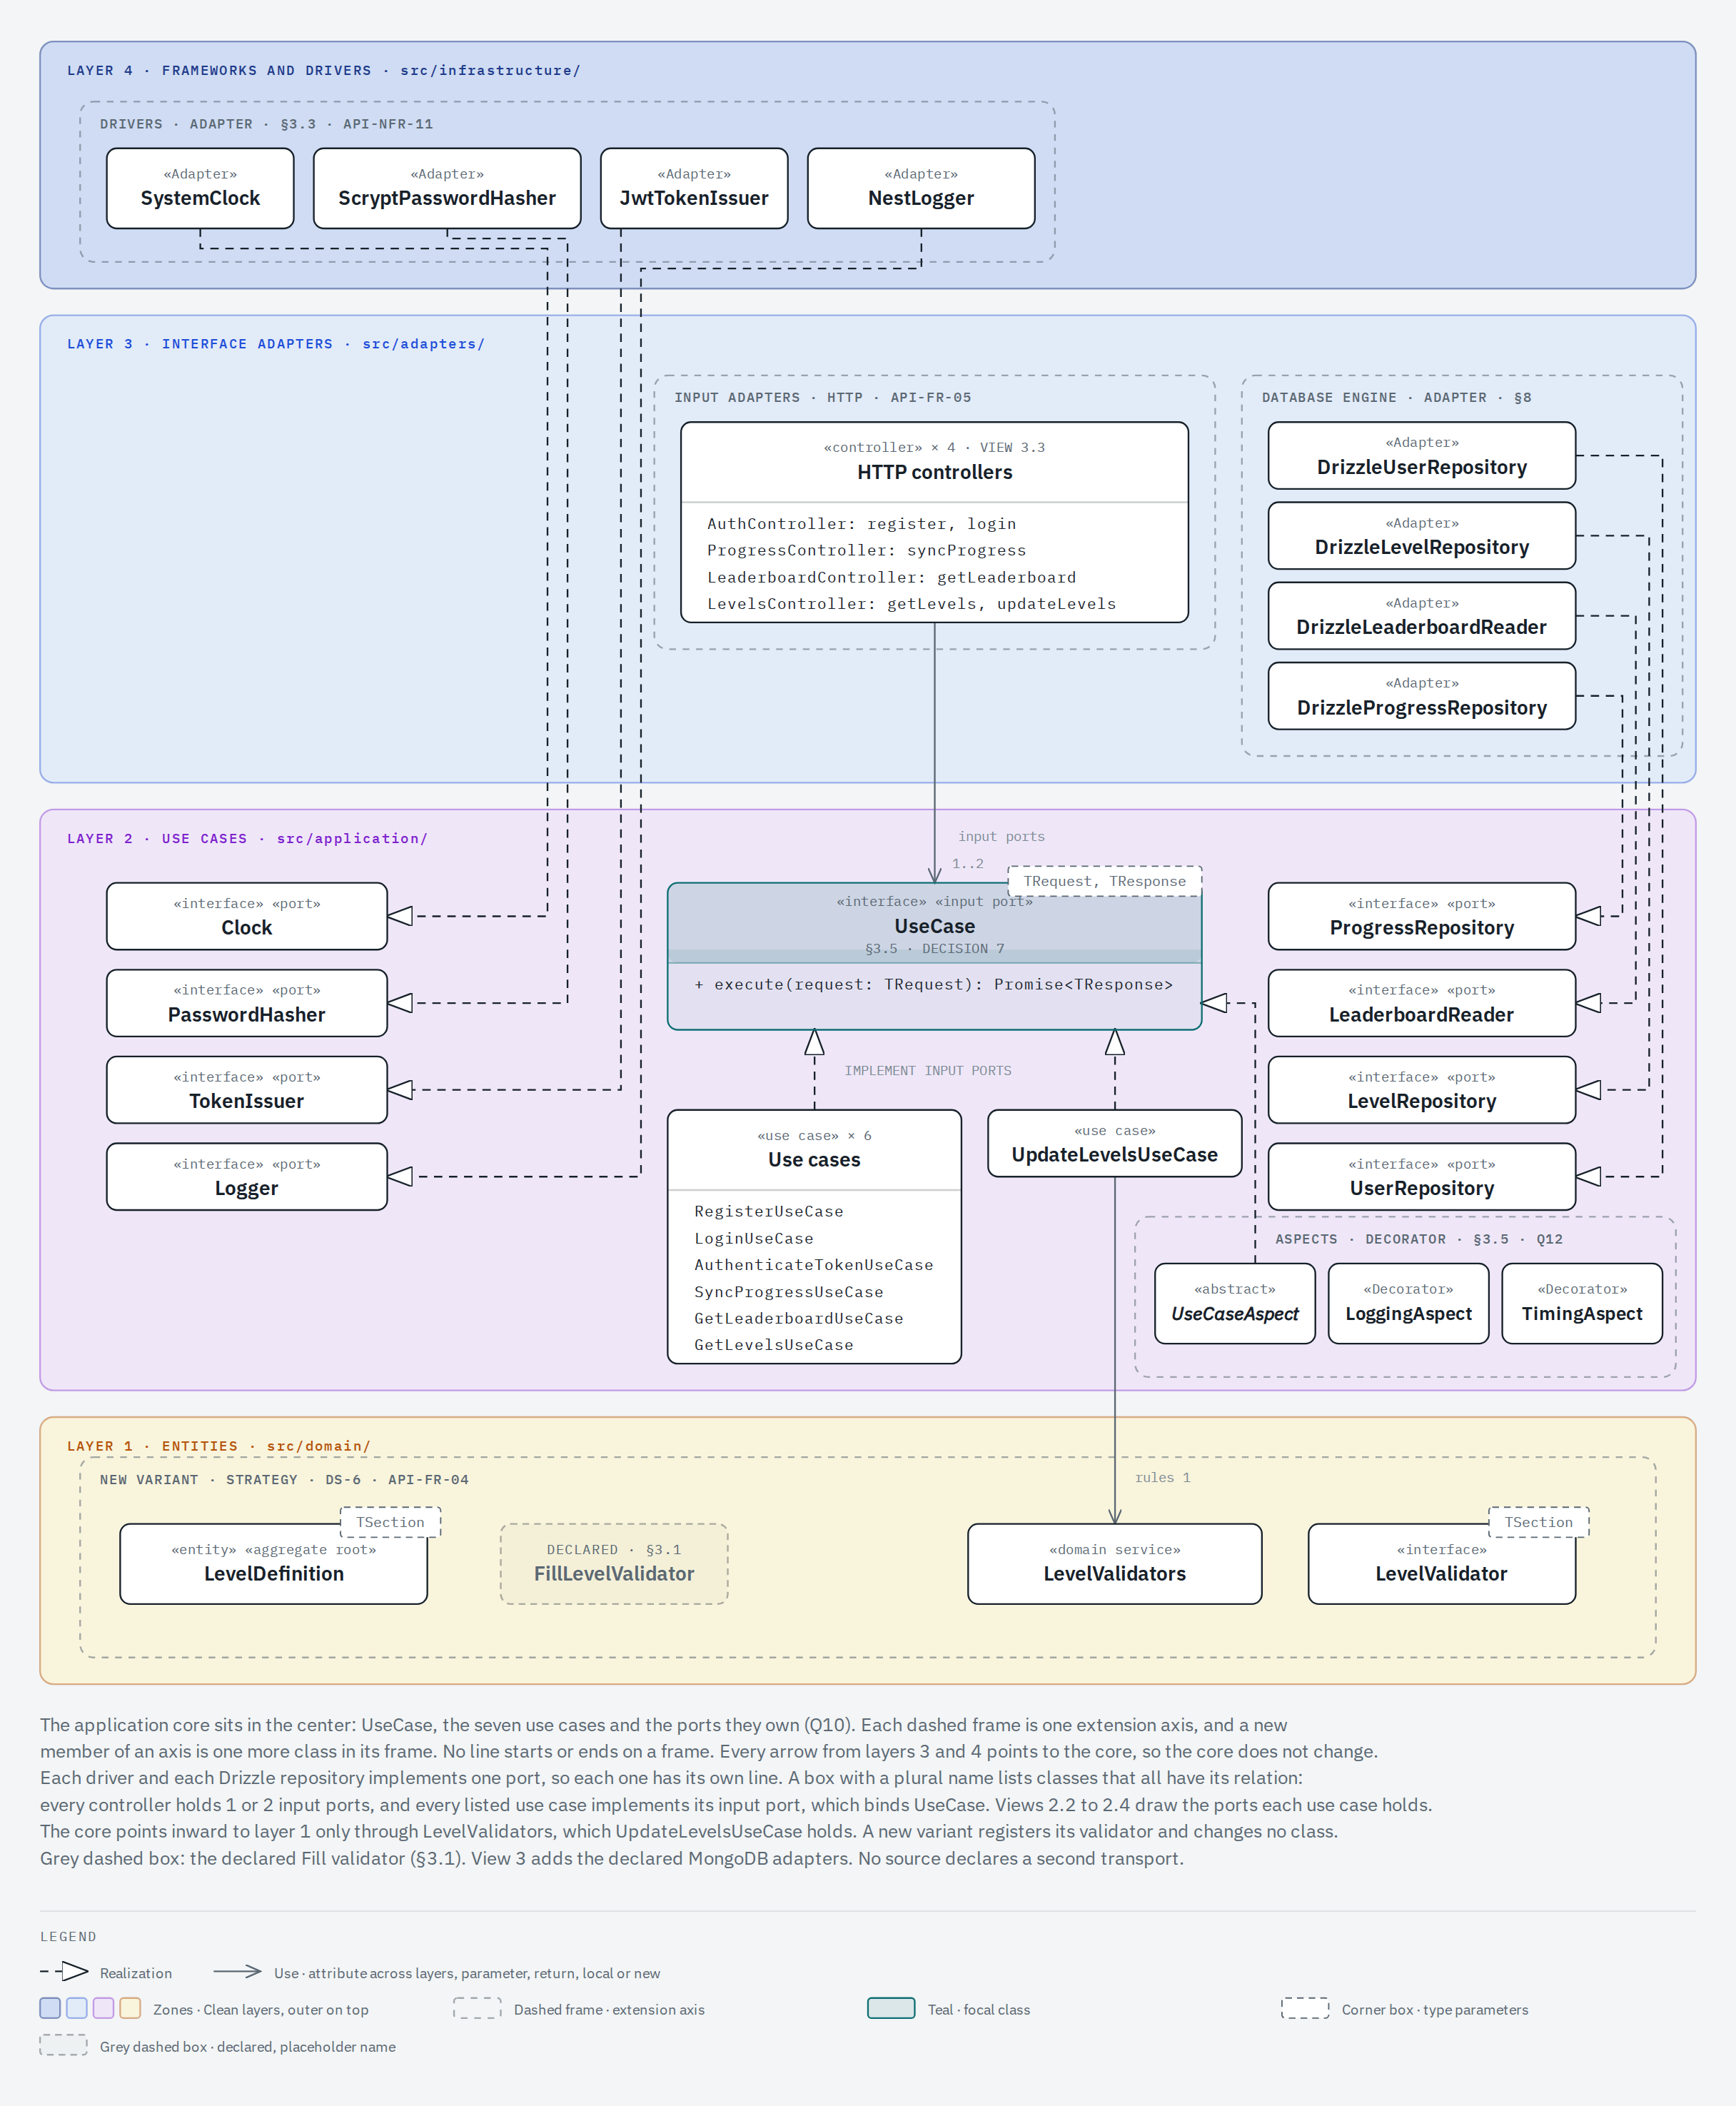 LAYER 4 · FRAMEWORKS AND DRIVERS · src/infrastructure/
DRIVERS · ADAPTER · §3.3 · API-NFR-11
«Adapter»
SystemClock
«Adapter»
ScryptPasswordHasher
«Adapter»
JwtTokenIssuer
«Adapter»
NestLogger
LAYER 3 · INTERFACE ADAPTERS · src/adapters/
INPUT ADAPTERS · HTTP · API-FR-05
«controller» × 4 · VIEW 3.3
HTTP controllers
AuthController: register, login
ProgressController: syncProgress
LeaderboardController: getLeaderboard
LevelsController: getLevels, updateLevels
DATABASE ENGINE · ADAPTER · §8
«Adapter»
DrizzleUserRepository
«Adapter»
DrizzleLevelRepository
«Adapter»
DrizzleLeaderboardReader
«Adapter»
DrizzleProgressRepository
LAYER 2 · USE CASES · src/application/
input ports
1..2
TRequest, TResponse
«interface» «port»
Clock
«interface» «port»
PasswordHasher
«interface» «port»
TokenIssuer
«interface» «port»
Logger
«interface» «input port»
UseCase
§3.5 · DECISION 7
+ execute(request: TRequest): Promise<TResponse>
IMPLEMENT INPUT PORTS
«use case» × 6
Use cases
RegisterUseCase
LoginUseCase
AuthenticateTokenUseCase
SyncProgressUseCase
GetLeaderboardUseCase
GetLevelsUseCase
«use case»
UpdateLevelsUseCase
«interface» «port»
ProgressRepository
«interface» «port»
LeaderboardReader
«interface» «port»
LevelRepository
«interface» «port»
UserRepository
ASPECTS · DECORATOR · §3.5 · Q12
«abstract»
UseCaseAspect
«Decorator»
LoggingAspect
«Decorator»
TimingAspect
LAYER 1 · ENTITIES · src/domain/
NEW VARIANT · STRATEGY · DS-6 · API-FR-04
rules 1
TSection
«entity» «aggregate root»
LevelDefinition
DECLARED · §3.1
FillLevelValidator
«domain service»
LevelValidators
TSection
«interface»
LevelValidator
The application core sits in the center: UseCase, the seven use cases and the ports they own (Q10). Each dashed frame is one extension axis, and a new
member of an axis is one more class in its frame. No line starts or ends on a frame. Every arrow from layers 3 and 4 points to the core, so the core does not change.
Each driver and each Drizzle repository implements one port, so each one has its own line. A box with a plural name lists classes that all have its relation:
every controller holds 1 or 2 input ports, and every listed use case implements its input port, which binds UseCase. Views 2.2 to 2.4 draw the ports each use case holds.
The core points inward to layer 1 only through LevelValidators, which UpdateLevelsUseCase holds. A new variant registers its validator and changes no class.
Grey dashed box: the declared Fill validator (§3.1). View 3 adds the declared MongoDB adapters. No source declares a second transport.
LEGEND
Realization
Use · attribute across layers, parameter, return, local or new
Zones · Clean layers, outer on top
Dashed frame · extension axis
Teal · focal class
Corner box · type parameters
Grey dashed box · declared, placeholder name